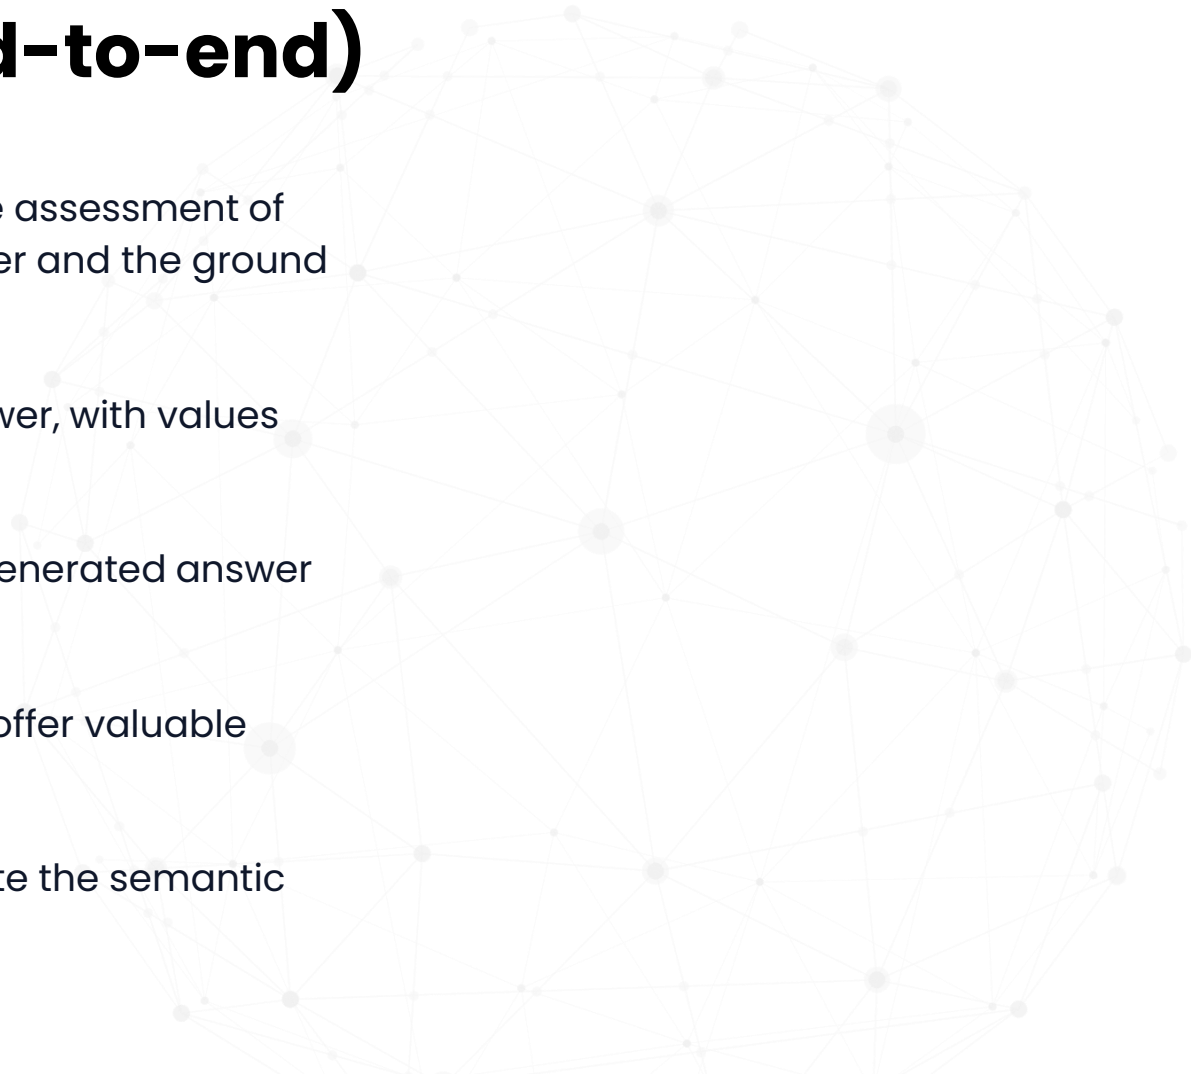 d-to-end)
assessment of
er and the ground
wer, with values
enerated answer
offer valuable
te the semantic